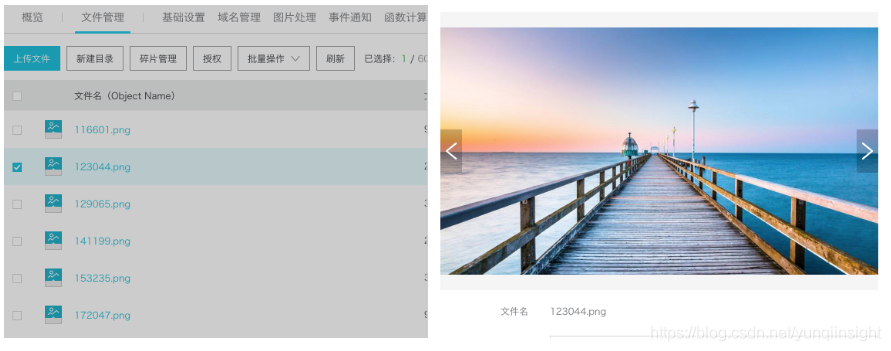 概览 文件管理 基础设置 域名管理 图片处理 事件通知 函数计算
上传文件 新建目录 碎片管理 授权 批量操作 刷新 已选择：1 / 60
文件名（Object Name）
116601.png
123044.png
129065.png
141199.png
153235.png
172047.png
文件名 123044.png
https://blog.csdn.net/yunqiinsight